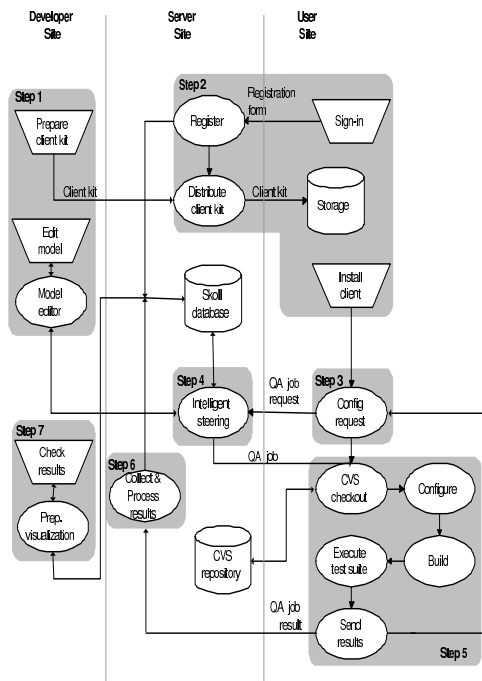 Developer
Site
Server
Site
User
Site
Step 1
Prepare
client kit
Step 2
Registration
form
Register
Sign-in
Client kit
Distribute
client kit
Client kit
Storage
Edit
model
Model
editor
Skoll
database
Install
client
Step 4
Intelligent
steering
QA job
request
Step 3
Config
request
QA job
Step 7
Check
results
Prep.
visualization
Step 6
Collect &
Process
results
CVS
checkout
Configure
CVS
repository
Execute
test suite
Build
QA job
result
Send
results
Step 5